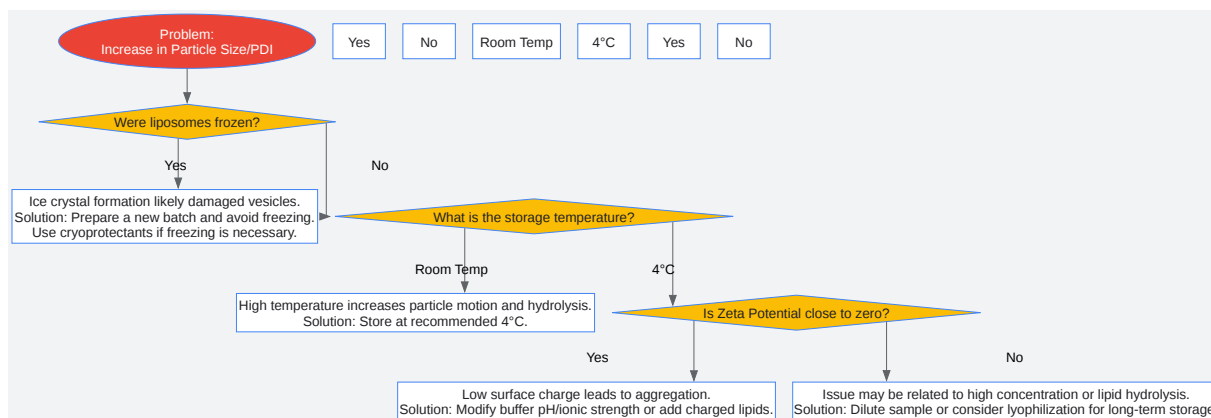 Problem:
Increase in Particle Size/PDI
Yes
No
Room Temp
4°C
Yes
No
Were liposomes frozen?
Yes
No
Ice crystal formation likely damaged vesicles.
Solution: Prepare a new batch and avoid freezing.
Use cryoprotectants if freezing is necessary.
What is the storage temperature?
Room Temp
4°C
High temperature increases particle motion and hydrolysis.
Solution: Store at recommended 4°C.
Is Zeta Potential close to zero?
Yes
No
Low surface charge leads to aggregation.
Solution: Modify buffer pH/ionic strength or add charged lipids.
Issue may be related to high concentration or lipid hydrolysis.
Solution: Dilute sample or consider lyophilization for long-term storage